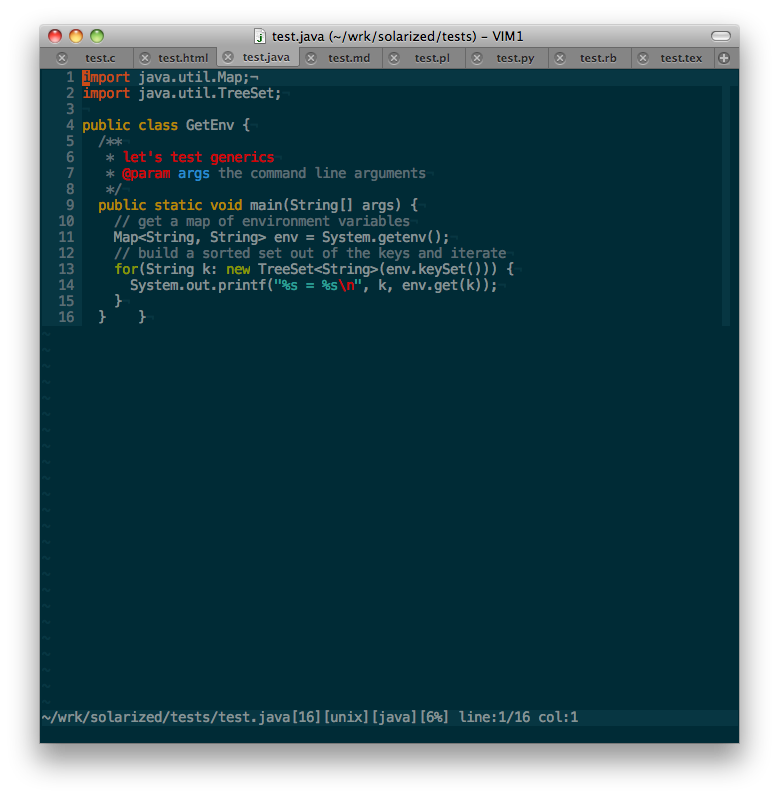 test.java (~/wrk/solarized/tests) – VIM1
test.c test.html test.java test.md test.pl test.py test.rb test.tex
1 import java.util.Map;¬
2 import java.util.TreeSet;¬
3 ¬
4 public class GetEnv {¬
5   /**¬
6    * let's test generics¬
7    * @param args the command line arguments¬
8    */¬
9   public static void main(String[] args) {¬
10     // get a map of environment variables¬
11     Map<String, String> env = System.getenv();¬
12     // build a sorted set out of the keys and iterate¬
13     for(String k: new TreeSet<String>(env.keySet())) {¬
14       System.out.printf("%s = %s\n", k, env.get(k));¬
15     }¬
16   }    }¬
~/wrk/solarized/tests/test.java[16][unix][java][6%] line:1/16 col:1